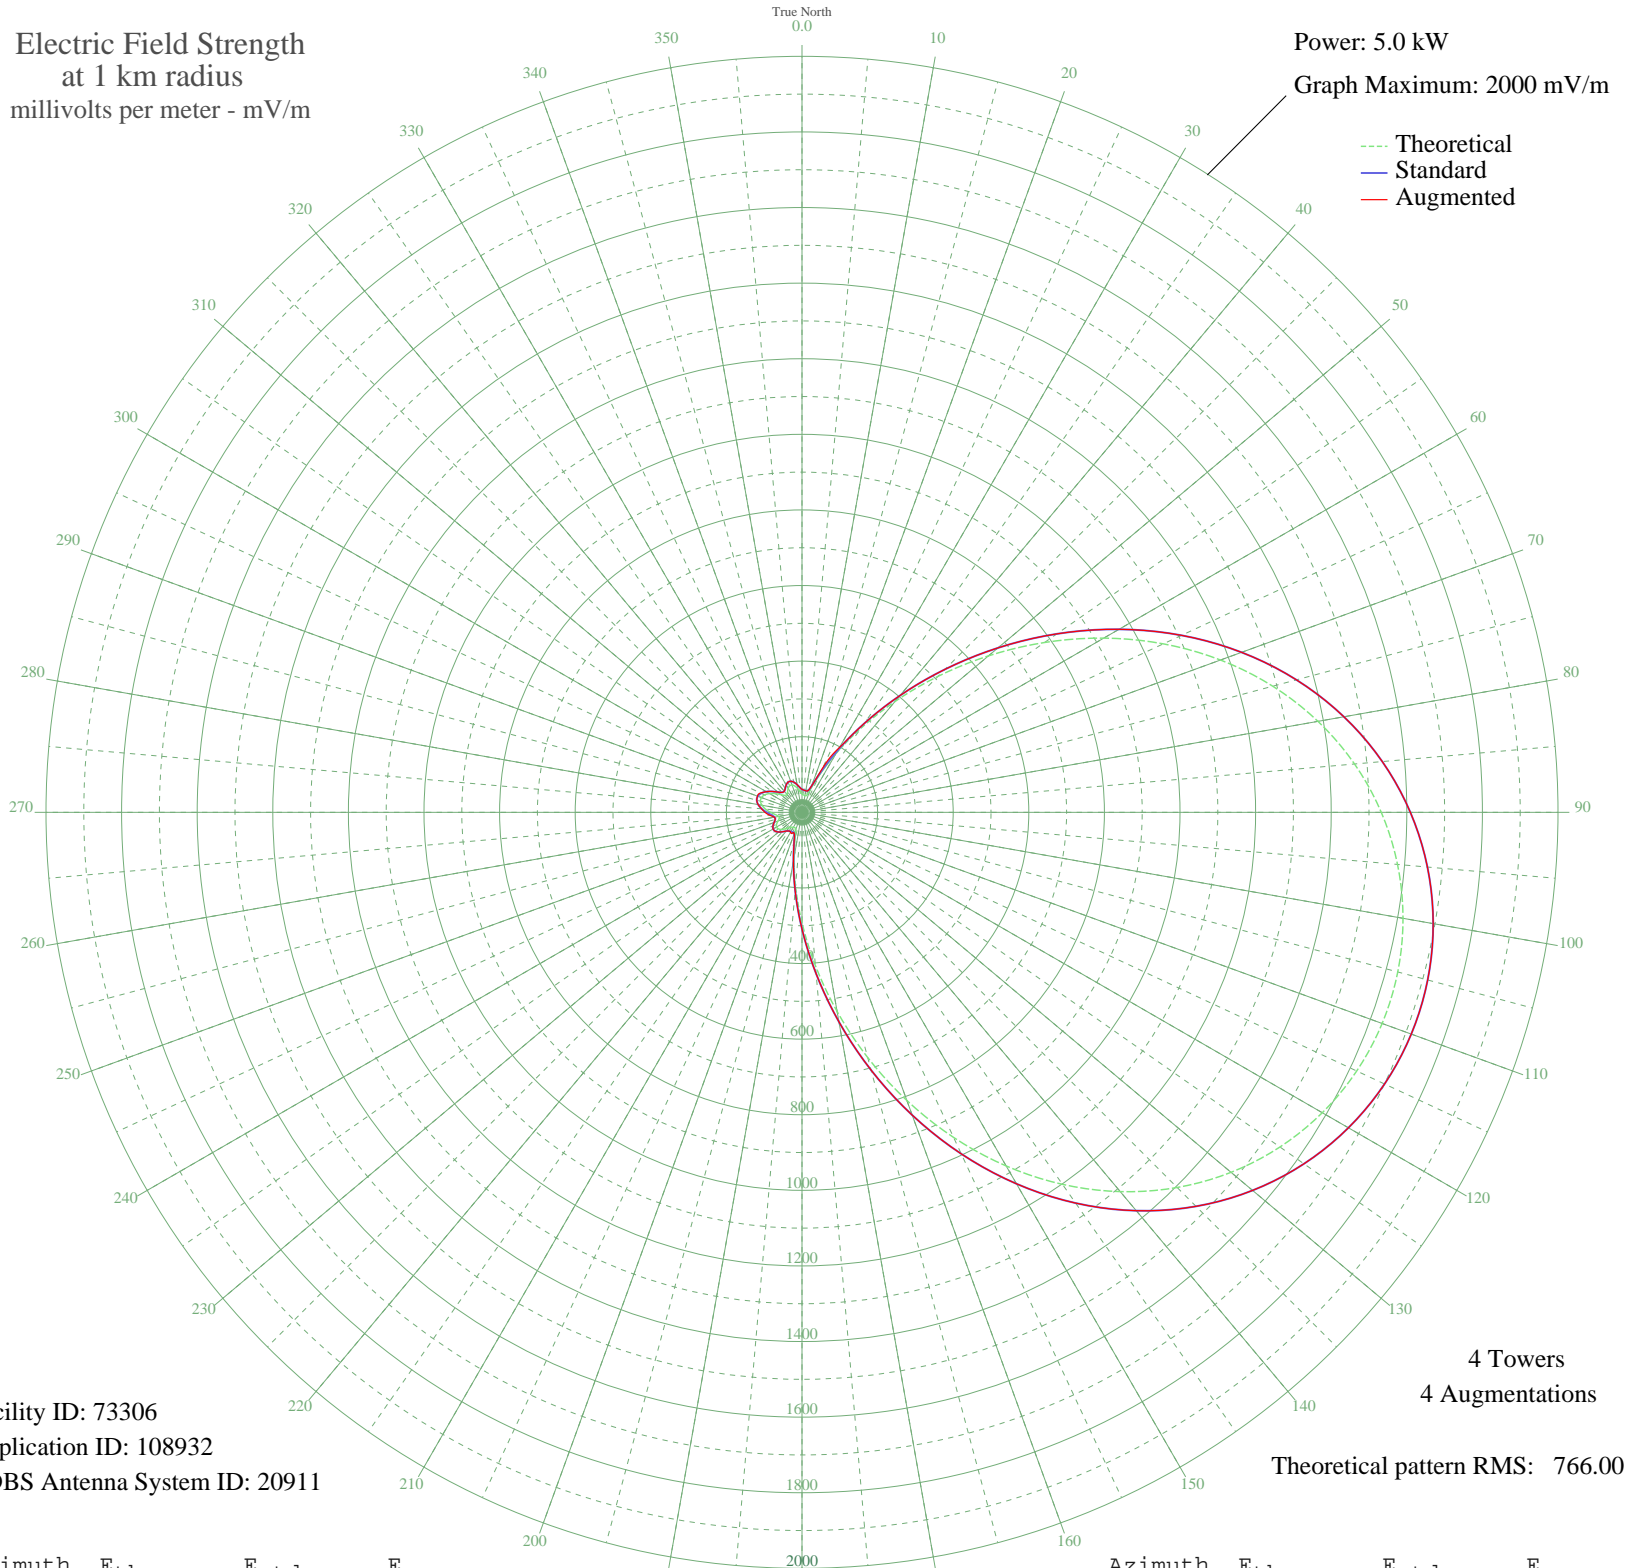 True North
0.0
Electric Field Strength
at 1 km radius
millivolts per meter - mV/m
Power: 5.0 kW
Graph Maximum: 2000 mV/m
Theoretical
Standard
Augmented
10
20
30
40
50
60
70
80
90
100
110
120
130
140
150
160
200
210
220
230
240
250
260
270
280
290
300
310
320
330
340
350
400
600
800
1000
1200
1400
1600
1800
2000
4 Towers
4 Augmentations
Theoretical pattern RMS: 766.00
cility ID: 73306
plication ID: 108932
DBS Antenna System ID: 20911
imuth E E E
Azimuth E E E